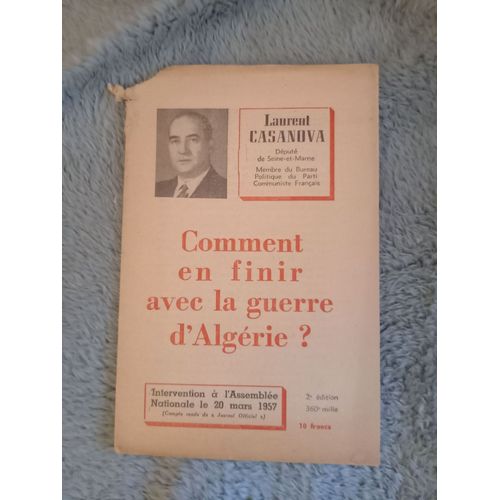 Laurent
CASANOVA
Député
de Seine-et-Marne
Membre du Bureau
Politique du Parti
Communiste Français
Comment
en finir
avec la guerre
d'Algérie ?
Intervention à l'Assemblée
Nationale le 20 mars 1957
(Compte rendu du « Journal Officiel »)
2e édition
360e mille
10 francs